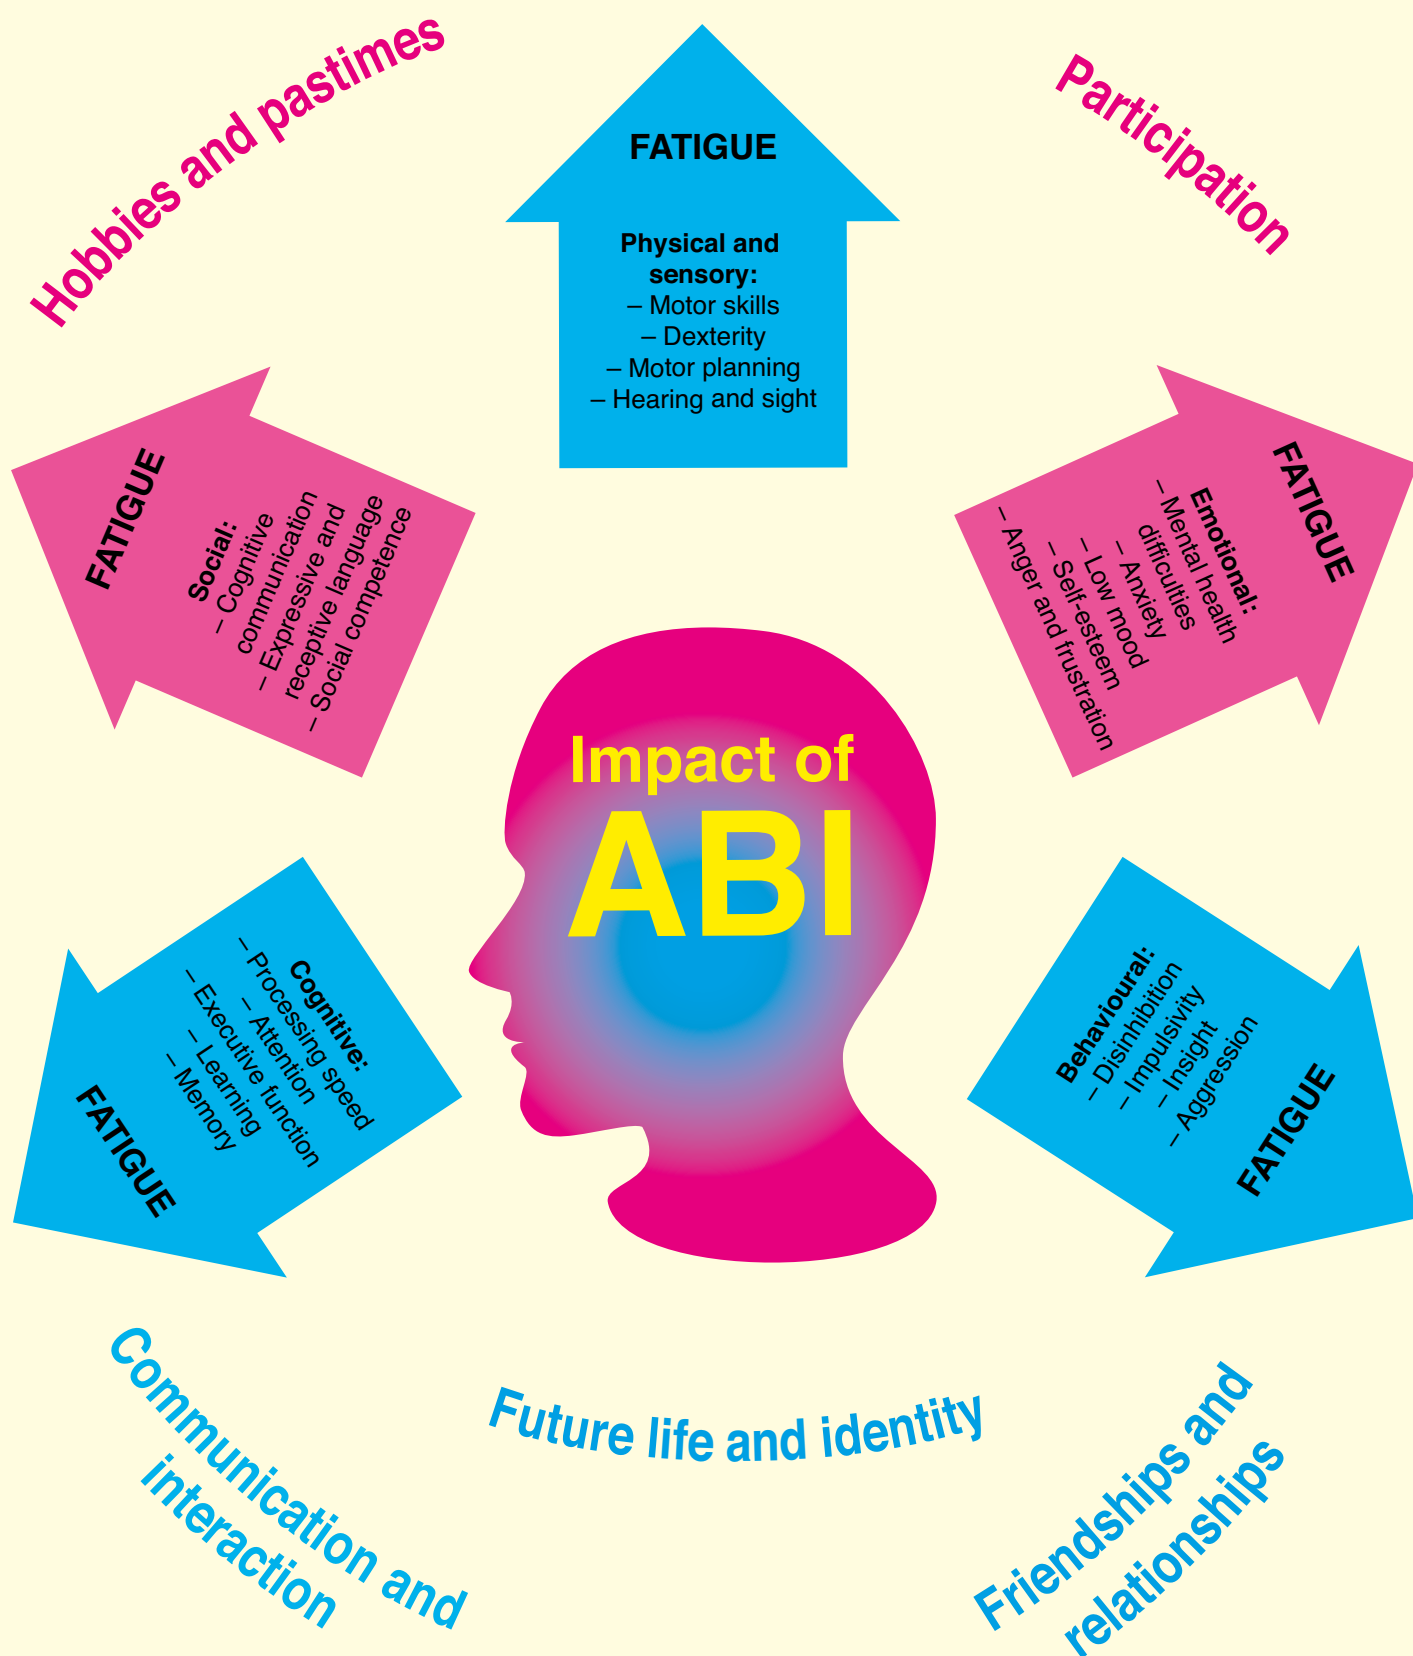 Hobbies and pastimes
Participation
FATIGUE
Physical and
sensory:
– Motor skills
– Dexterity
– Motor planning
– Hearing and sight
FATIGUE
Social:
– Cognitive
communication
– Expressive and
receptive language
– Social competence
FATIGUE
Emotional:
– Mental health
difficulties
– Anxiety
– Low mood
– Self-esteem
– Anger and frustration
Impact of
ABI
Cognitive:
– Processing speed
– Attention
– Executive function
– Learning
– Memory
FATIGUE
Behavioural:
– Disinhibition
– Impulsivity
– Insight
– Aggression
FATIGUE
Communication and
interaction
Future life and identity
Friendships and
relationships